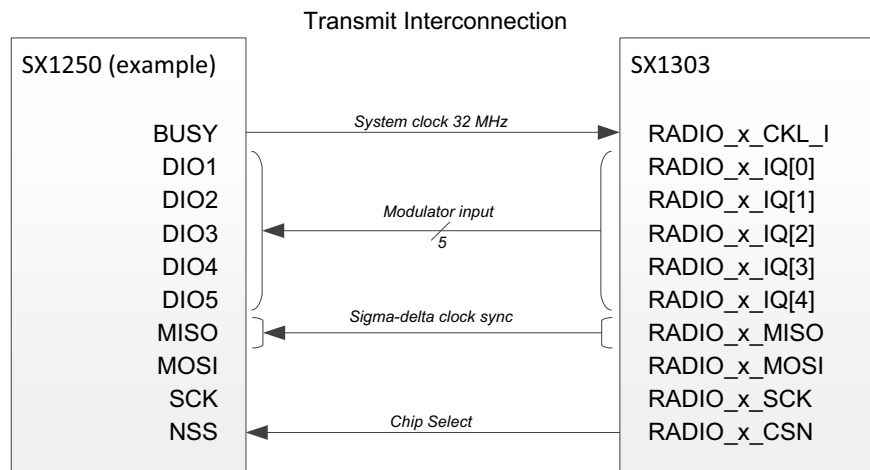 Transmit Interconnection
SX1250 (example)
SX1303
BUSY
System clock 32 MHz
RADIO_x_CKL_I
DIO1
RADIO_x_IQ[0]
DIO2
RADIO_x_IQ[1]
Modulator input
DIO3
5
RADIO_x_IQ[2]
DIO4
RADIO_x_IQ[3]
DIO5
RADIO_x_IQ[4]
Sigma-delta clock sync
MISO
RADIO_x_MISO
MOSI
RADIO_x_MOSI
SCK
RADIO_x_SCK
Chip Select
NSS
RADIO_x_CSN